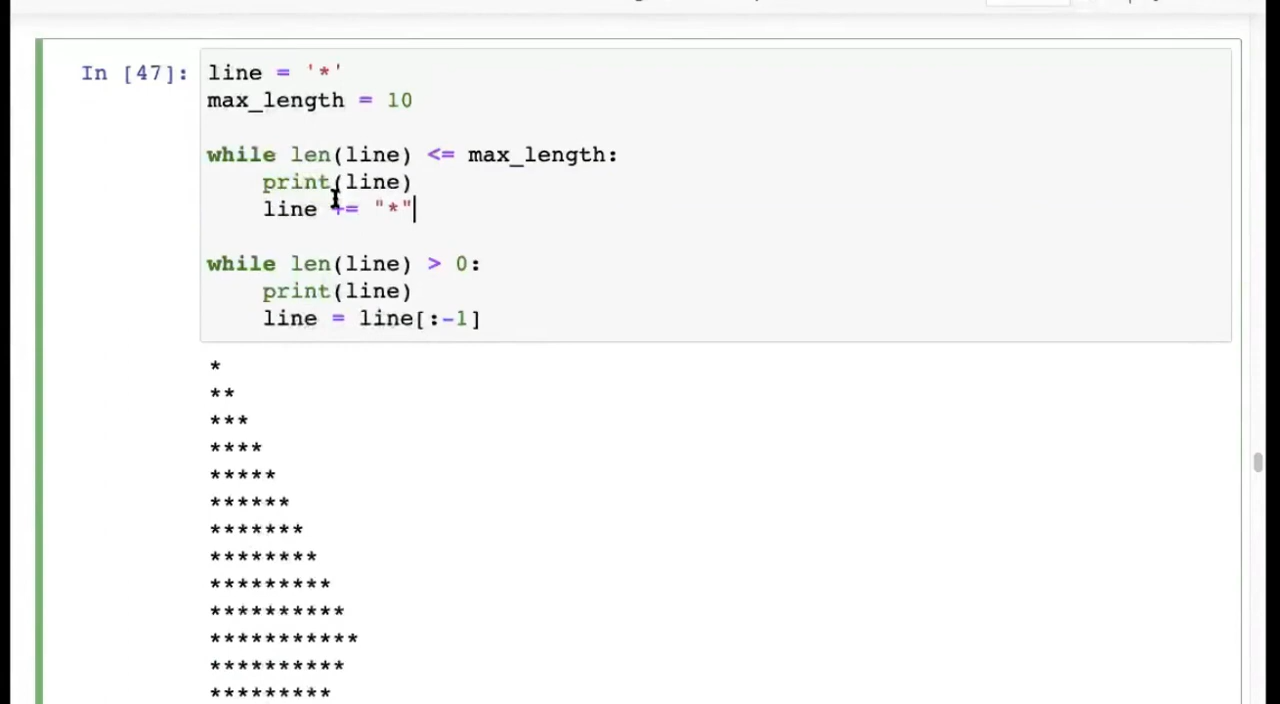 In [47]: line = '*'
max_length = 10
while len(line) <= max_length:
print(line)
line += "*"
while len(line) > 0:
print(line)
line = line[:-1]
*
**
***
****
*****
******
*******
********
*********
**********
***********
**********
*********